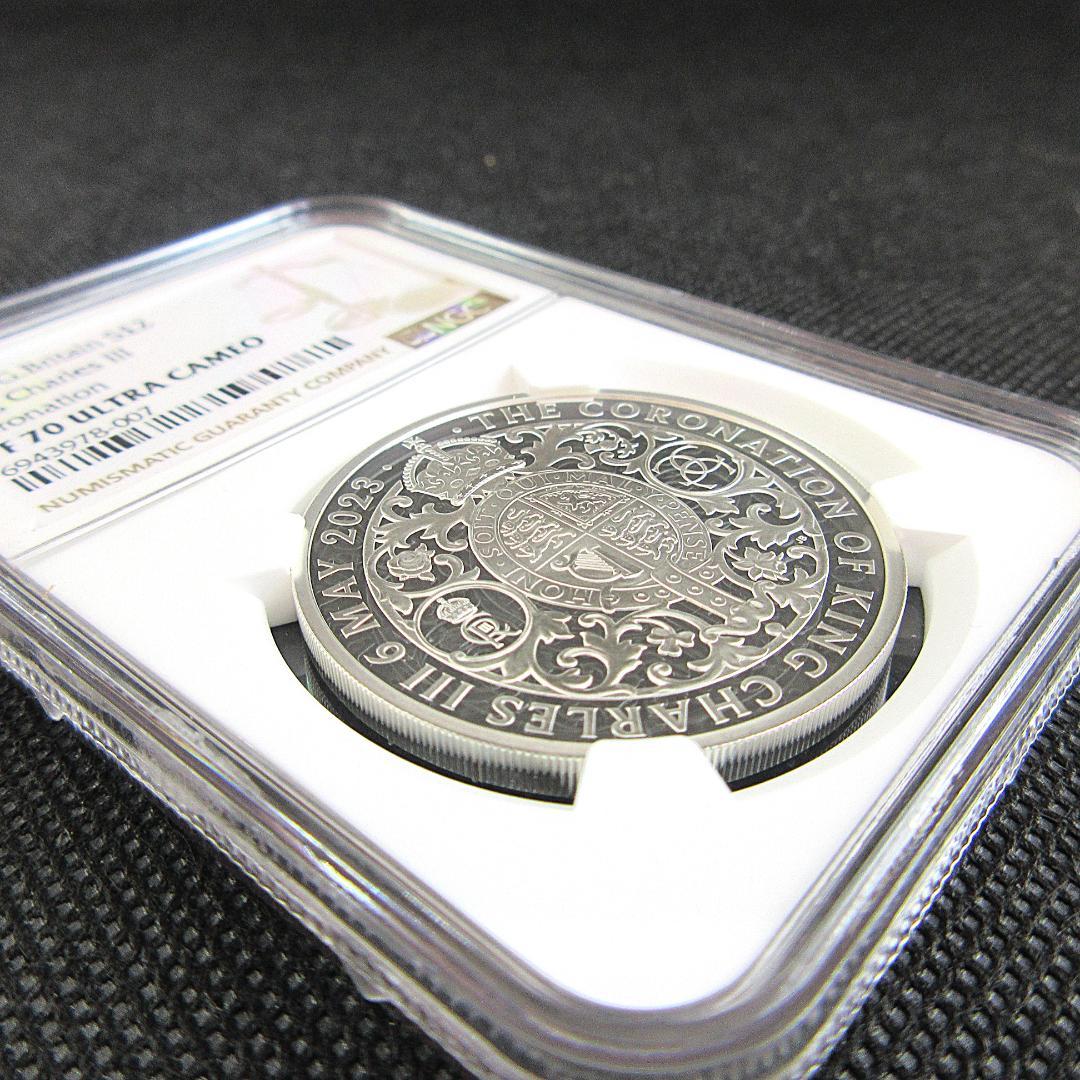 Britain S£2
Charles III
ronation
F 70 ULTRA CAMEO
6943978-007
NUMISMATIC GUARANTY COMPANY
NGC
· THE CORONATION OF KING CHARLES III 6 MAY 2023 ·
HONI · SOIT · QUI · MAL · Y · PENSE